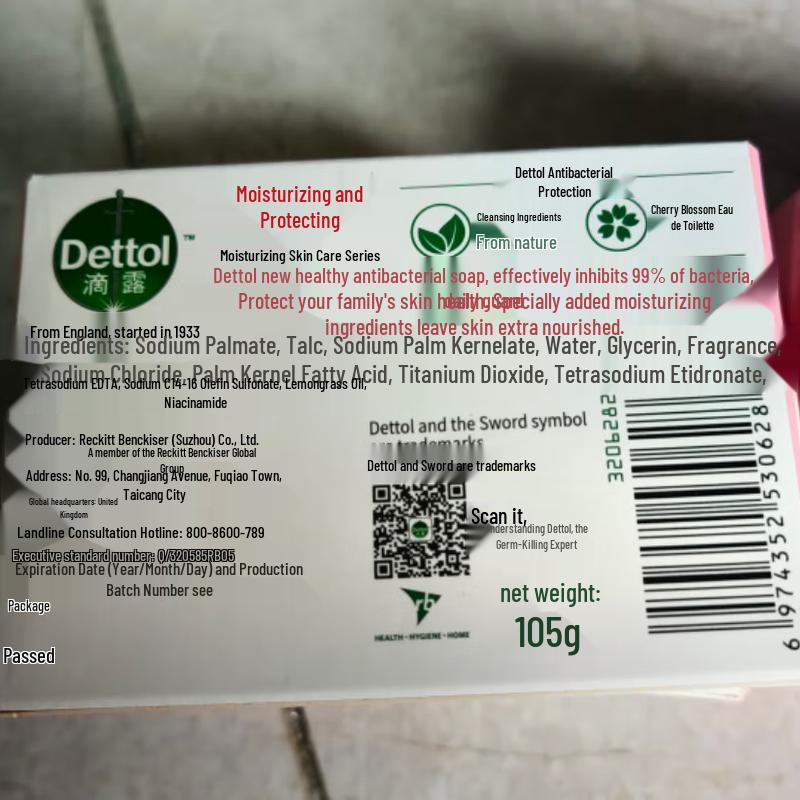 Dettol Antibacterial
Protection
Moisturizing and
Protecting
Cleansing Ingredients
From nature
Cherry Blossom Eau
de Toilette
Dettol
滴露
™
Moisturizing Skin Care Series
Dettol new healthy antibacterial soap, effectively inhibits 99% of bacteria,
Protect your family's skin health. Specially added moisturizing
daily guard
ingredients leave skin extra nourished.
From England, started in 1933
Ingredients: Sodium Palmate, Talc, Sodium Palm Kernelate, Water, Glycerin, Fragrance,
Sodium Chloride, Palm Kernel Fatty Acid, Titanium Dioxide, Tetrasodium Etidronate,
Tetrasodium EDTA, Sodium C14-16 Olefin Sulfonate, Lemongrass Oil,
Niacinamide
Dettol and the Sword symbol
are trademarks
Dettol and Sword are trademarks
Producer: Reckitt Benckiser (Suzhou) Co., Ltd.
A member of the Reckitt Benckiser Global
Group
Address: No. 99, Changjiang Avenue, Fuqiao Town,
Taicang City
Global headquarters: United
Kingdom
Landline Consultation Hotline: 800-8600-789
Executive standard number: Q/320585RB05
Expiration Date (Year/Month/Day) and Production
Batch Number see
Package
Passed
Scan it,
Understanding Dettol, the
Germ-Killing Expert
rb
HEALTH • HYGIENE • HOME
net weight:
105g
3206282
6 974352 530628